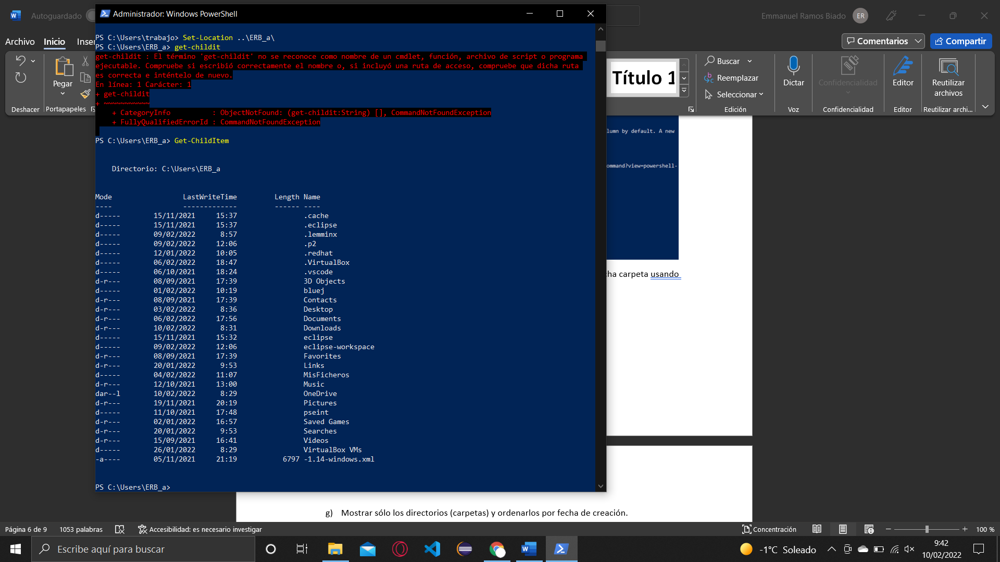 Autoguardado
Administrador: Windows PowerShell
Emmanuel Ramos Biado
ER
Archivo
Inicio
Inser
Comentarios
Compartir
Pegar
Deshacer
Portapapeles
Título 1
Buscar
Reemplazar
Seleccionar
Edición
Dictar
Voz
Confidencialidad
Confidencialidad
Editor
Editor
Reutilizar
archivos
Reutilizar archi...
PS C:\Users\trabajo> Set-Location ..\ERB_a\
PS C:\Users\ERB_a> get-childit
get-childit : El término 'get-childit' no se reconoce como nombre de un cmdlet, función, archivo de script o programa
ejecutable. Compruebe si escribió correctamente el nombre o, si incluyó una ruta de acceso, compruebe que dicha ruta
es correcta e inténtelo de nuevo.
En línea: 1 Carácter: 1
+ get-childit
+ ~~~~~~~~~~~
+ CategoryInfo          : ObjectNotFound: (get-childit:String) [], CommandNotFoundException
+ FullyQualifiedErrorId : CommandNotFoundException
PS C:\Users\ERB_a> Get-ChildItem
Directorio: C:\Users\ERB_a
Mode                 LastWriteTime         Length Name
----                 -------------         ------ ----
d-----        15/11/2021     15:37                .cache
d-----        15/11/2021     15:37                .eclipse
d-----        09/02/2022      8:57                .lemminx
d-----        09/02/2022     12:06                .p2
d-----        12/01/2022     10:05                .redhat
d-----        06/02/2022     18:47                .VirtualBox
d-----        06/10/2021     18:24                .vscode
d-r---        08/09/2021     17:39                3D Objects
d-----        01/02/2022     10:19                bluej
d-r---        08/09/2021     17:39                Contacts
d-r---        03/02/2022      8:36                Desktop
d-r---        06/02/2022     17:56                Documents
d-r---        10/02/2022      8:31                Downloads
d-----        15/11/2021     15:32                eclipse
d-----        09/02/2022     12:06                eclipse-workspace
d-r---        08/09/2021     17:39                Favorites
d-r---        20/01/2022      9:53                Links
d-----        04/02/2022     11:07                MisFicheros
d-r---        12/10/2021     13:00                Music
dar--l        10/02/2022      8:29                OneDrive
d-r---        19/11/2021     20:19                Pictures
d-----        11/10/2021     17:48                pseint
d-r---        02/01/2022     16:57                Saved Games
d-r---        20/01/2022      9:53                Searches
d-r---        15/09/2021     16:41                Videos
d-----        26/01/2022      8:29                VirtualBox VMs
-a----        05/11/2021     21:19           6797 -1.14-windows.xml
PS C:\Users\ERB_a>
lumn by default. A new
ommand?view=powershell-
cha carpeta usando
g) Mostrar sólo los directorios (carpetas) y ordenarlos por fecha de creación.
Página 6 de 9
1053 palabras
Accesibilidad: es necesario investigar
Concentración
100 %
Escribe aquí para buscar
-1°C Soleado
9:42
10/02/2022